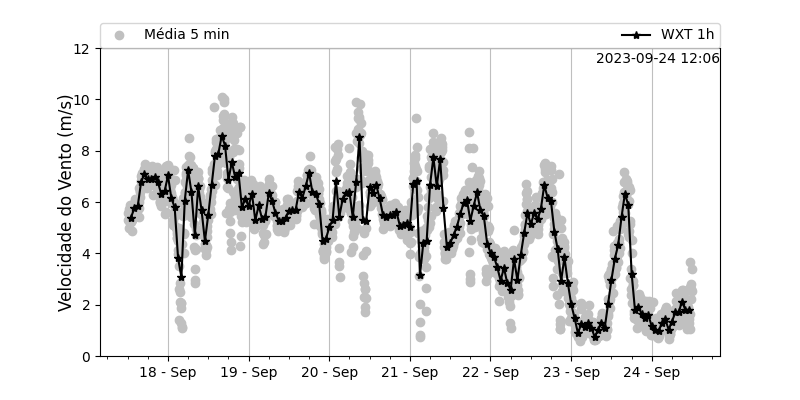 Média 5 min
WXT 1h
2023-09-24 12:06
Velocidade do Vento (m/s)
12
10
8
6
4
2
0
18 - Sep
19 - Sep
20 - Sep
21 - Sep
22 - Sep
23 - Sep
24 - Sep